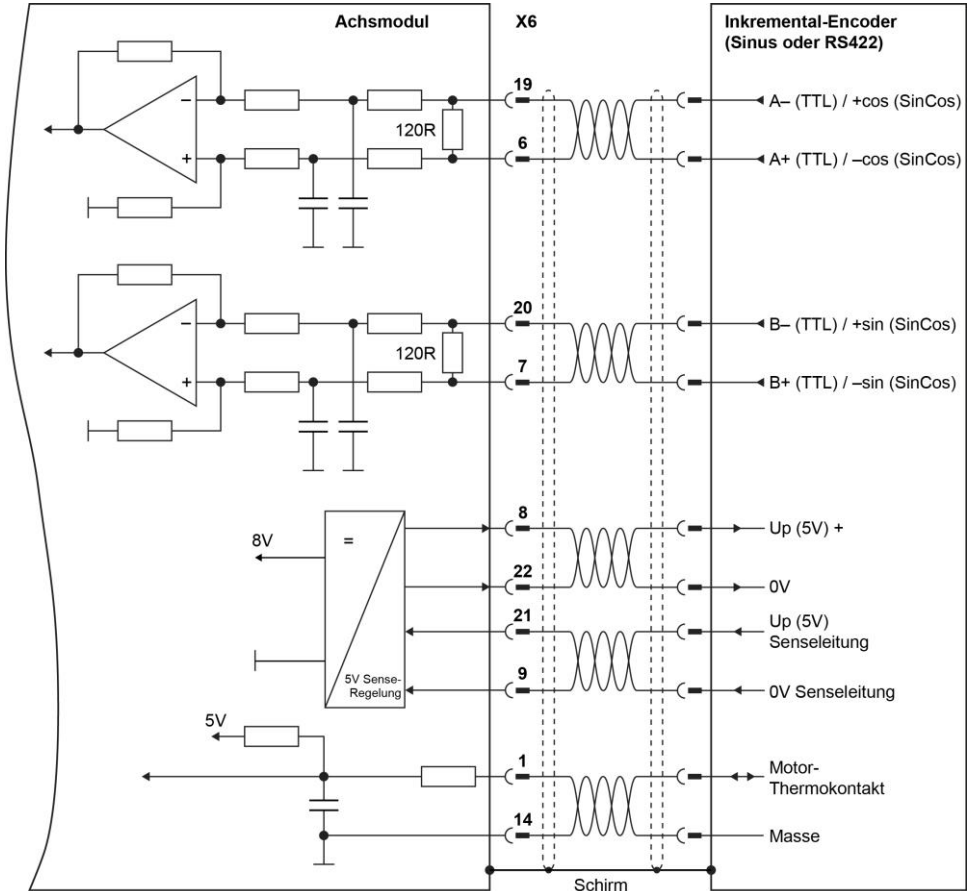 Achsmodul
X6
Inkremental-Encoder
(Sinus oder RS422)
–
+
120R
19
6
A– (TTL) / +cos (SinCos)
A+ (TTL) / –cos (SinCos)
–
+
120R
20
7
B– (TTL) / +sin (SinCos)
B+ (TTL) / –sin (SinCos)
8V
=
5V Sense-
Regelung
8
22
21
9
Up (5V) +
0V
Up (5V)
Senseleitung
0V Senseleitung
5V
1
14
Motor-
Thermokontakt
Masse
Schirm